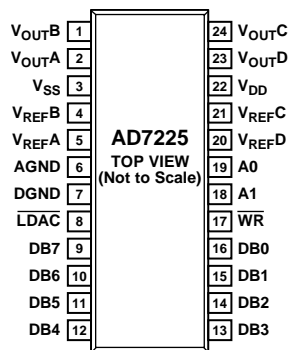 VOUTB 1 24 VOUTC
VOUTA 2 23 VOUTD
VSS 3 22 VDD
VREFB 4 21 VREFC
VREFA 5 AD7225 20 VREFD
AGND 6 TOP VIEW 19 A0
DGND 7 (Not to Scale) 18 A1
LDAC 8 17 WR
DB7 9 16 DB0
DB6 10 15 DB1
DB5 11 14 DB2
DB4 12 13 DB3